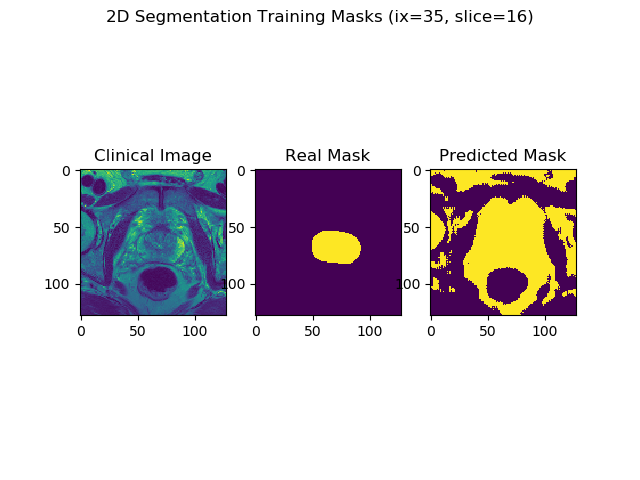 2D Segmentation Training Masks (ix=35, slice=16)
Clinical Image Real Mask Predicted Mask
0 0 0
50 50 50
100 100 100
0 50 100 0 50 100 0 50 100